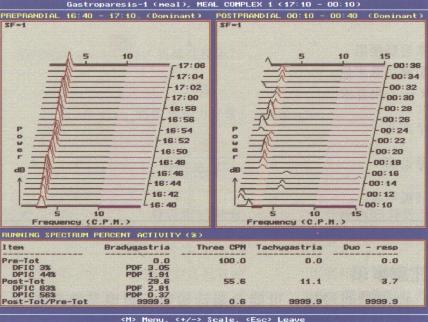 Gastroparesis-1 (meal), MEAL COMPLEX 1 (17:10 - 00:10)
PREPRANDIAL 16:40 - 17:10 (Dominant)
SF=1
5 10
17:06
17:04
17:02
17:00
16:58
16:56
16:54
16:52
16:50
16:48
16:46
16:44
16:42
16:40
Power
dB
5 10
Frequency (C.P.M.)
POSTPRANDIAL 00:10 - 00:40 (Dominant)
SF=1
5 10 15
00:36
00:34
00:32
00:30
00:28
00:26
00:24
00:22
00:20
00:18
00:16
00:14
00:12
00:10
Power
dB
5 10 15
Frequency (C.P.M.)
RUNNING SPECTRUM PERCENT ACTIVITY (%)
Item Bradygastria Three CPM Tachygastria Duo - resp
Pre-Tot 0.0 100.0 0.0 0.0
DFIC 3% PDF 3.05
DPIC 44% PDP 1.91
Post-Tot 29.6 55.6 11.1 3.7
DFIC 83% PDF 2.81
DPIC 56% PDP 0.37
Post-Tot/Pre-Tot 9999.9 0.6 9999.9 9999.9
<M> Menu, <+/-> Scale, <Esc> Leave